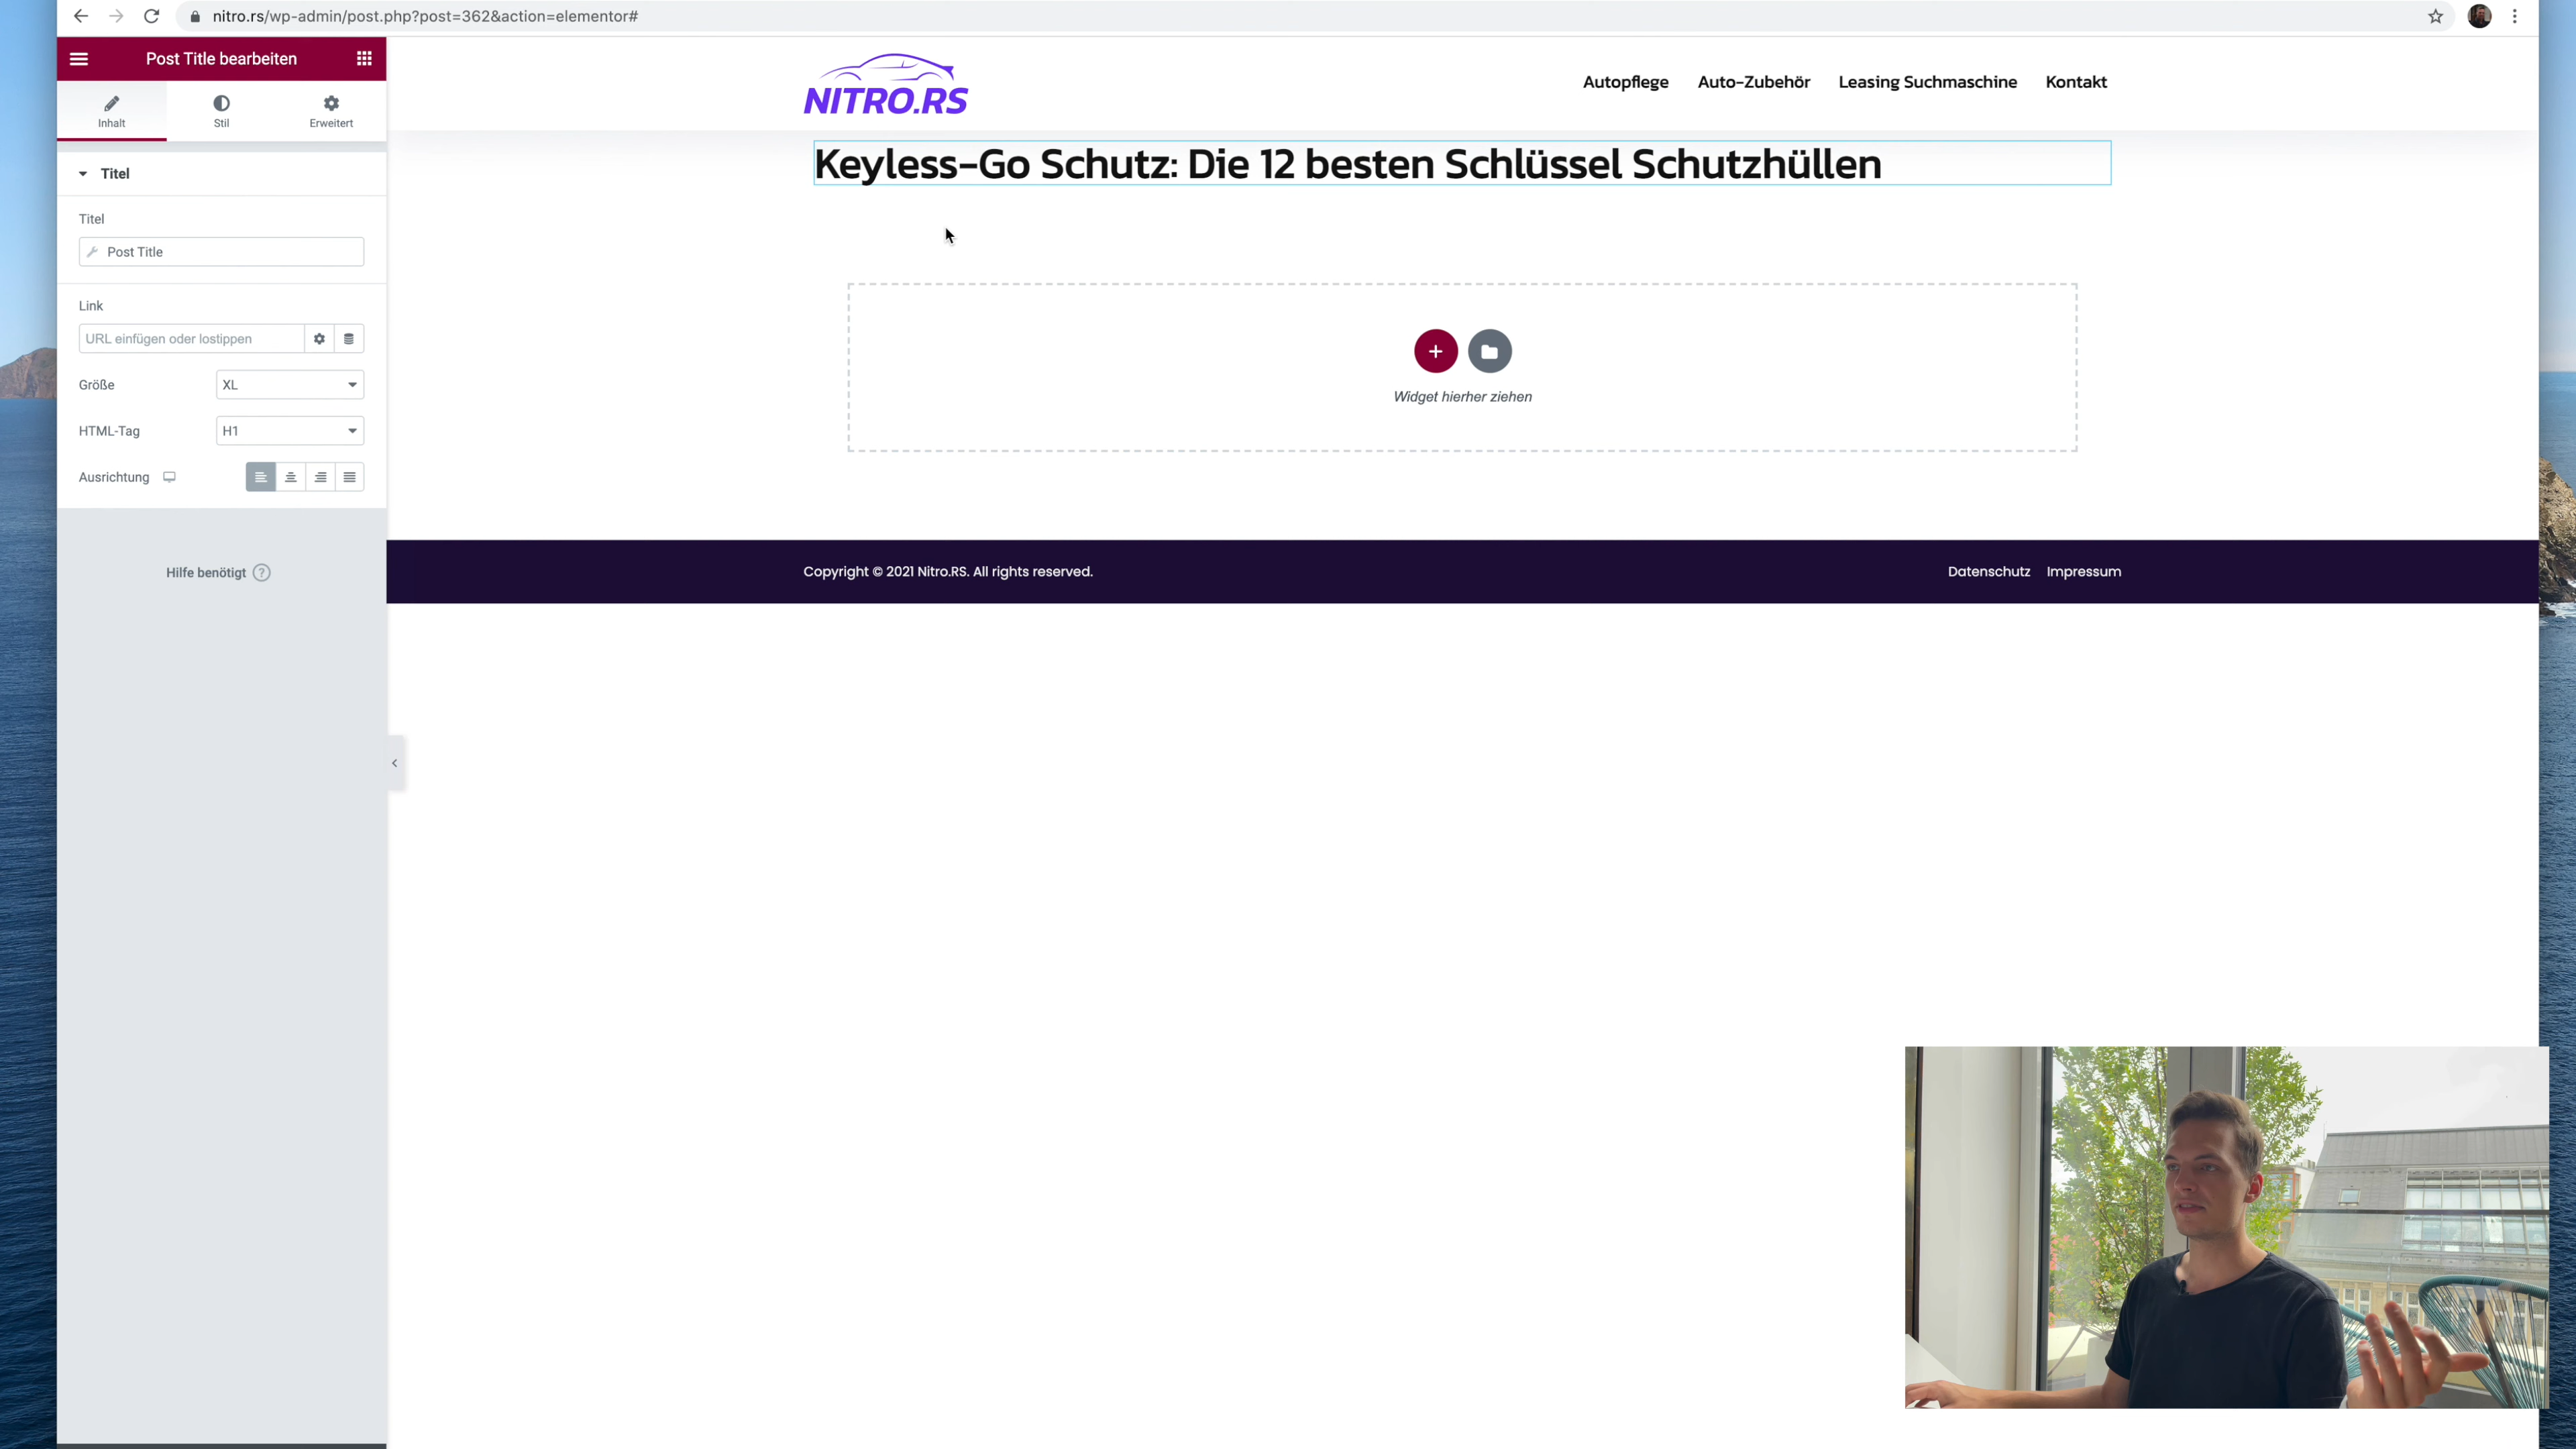 nitro.rs/wp-admin/post.php?post=362&action=elementor#
Post Title bearbeiten
Inhalt
Stil
Erweitert
Titel
Titel
Post Title
Link
URL einfügen oder lostippen
Größe
XL
HTML-Tag
H1
Ausrichtung
Hilfe benötigt ?
NITRO.RS
Autopflege Auto-Zubehör Leasing Suchmaschine Kontakt
Keyless-Go Schutz: Die 12 besten Schlüssel Schutzhüllen
Widget hierher ziehen
Copyright © 2021 Nitro.RS. All rights reserved.
Datenschutz Impressum